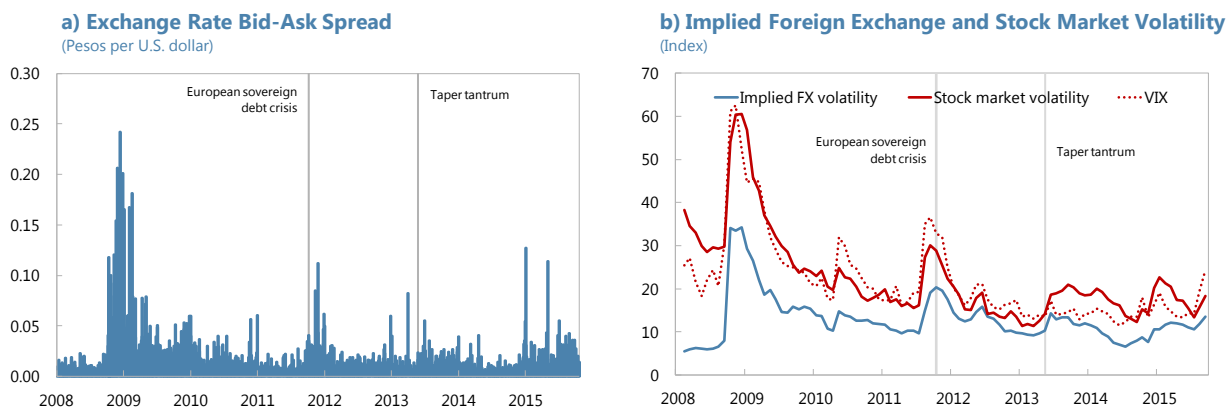 a) Exchange Rate Bid-Ask Spread
(Pesos per U.S. dollar)
0.30
0.25
0.20
0.15
0.10
0.05
0.00
European sovereign
debt crisis
Taper tantrum
2008 2009 2010 2011 2012 2013 2014 2015
b) Implied Foreign Exchange and Stock Market Volatility
(Index)
70
60
50
40
30
20
10
0
Implied FX volatility Stock market volatility VIX
European sovereign
debt crisis
Taper tantrum
2008 2009 2010 2011 2012 2013 2014 2015